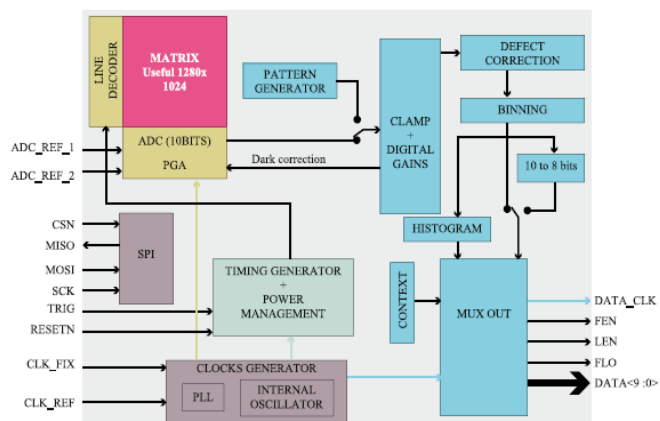 LINE
DECODER
MATRIX
Useful 1280x
1024
ADC (10BITS)
PGA
PATTERN
GENERATOR
CLAMP
+
DIGITAL
GAINS
DEFECT
CORRECTION
BINNING
10 to 8 bits
HISTOGRAM
Dark correction
ADC_REF_1
ADC_REF_2
CSN
MISO
MOSI
SCK
SPI
TRIG
RESETN
TIMING GENERATOR
+
POWER
MANAGEMENT
CONTEXT
MUX OUT
DATA_CLK
FEN
LEN
FLO
DATA<9 :0>
CLK_FIX
CLK_REF
CLOCKS GENERATOR
PLL
INTERNAL
OSCILLATOR